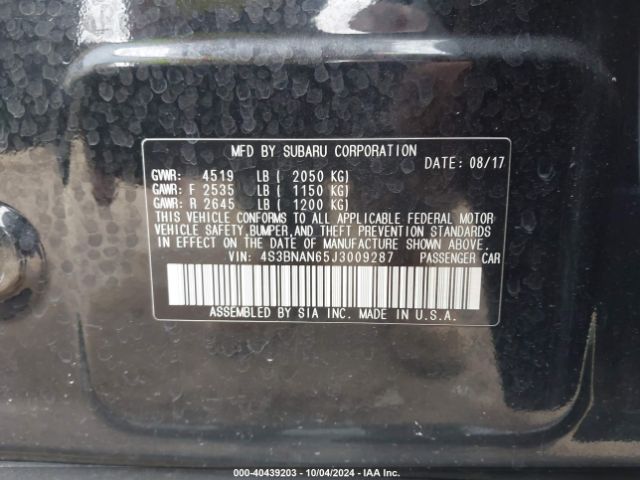 MFD BY SUBARU CORPORATION
DATE: 08/17
GVWR: 4519 LB ( 2050 KG)
GAWR: F 2535 LB ( 1150 KG)
GAWR: R 2645 LB ( 1200 KG)
THIS VEHICLE CONFORMS TO ALL APPLICABLE FEDERAL MOTOR
VEHICLE SAFETY,BUMPER,AND THEFT PREVENTION STANDARDS
IN EFFECT ON THE DATE OF MANUFACTURE SHOWN ABOVE.
VIN: 4S3BNAN65J3009287 PASSENGER CAR
ASSEMBLED BY SIA INC. MADE IN U.S.A.
000-40439203 - 10/04/2024 - IAA Inc.